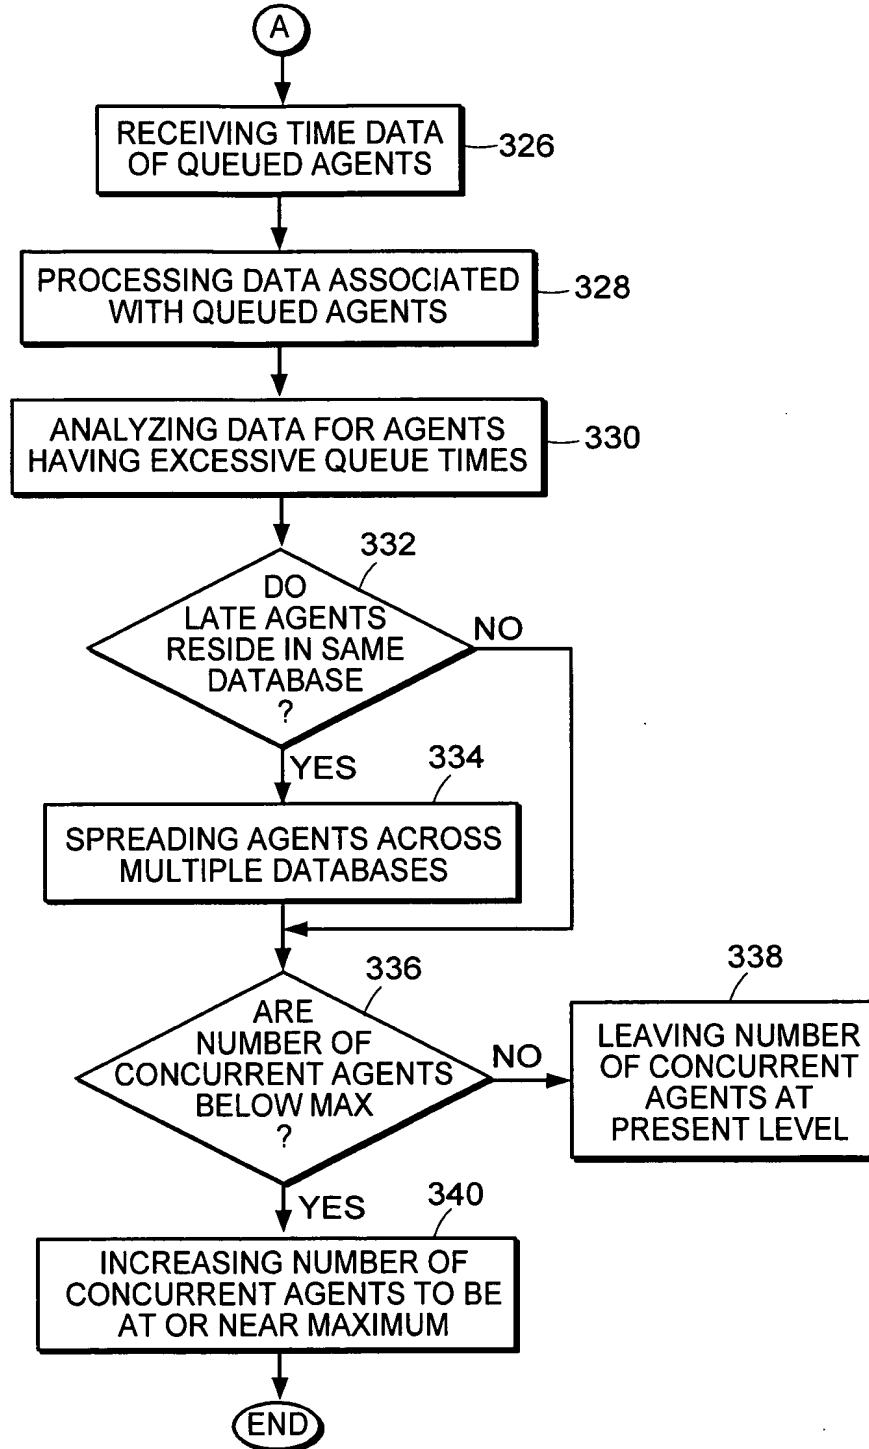 A
RECEIVING TIME DATA
OF QUEUED AGENTS
326
PROCESSING DATA ASSOCIATED
WITH QUEUED AGENTS
328
ANALYZING DATA FOR AGENTS
HAVING EXCESSIVE QUEUE TIMES
330
332
DO
LATE AGENTS
RESIDE IN SAME
DATABASE
?
NO
YES
334
SPREADING AGENTS ACROSS
MULTIPLE DATABASES
336
ARE
NUMBER OF
CONCURRENT AGENTS
BELOW MAX
?
NO
338
LEAVING NUMBER
OF CONCURRENT
AGENTS AT
PRESENT LEVEL
YES
340
INCREASING NUMBER OF
CONCURRENT AGENTS TO BE
AT OR NEAR MAXIMUM
END